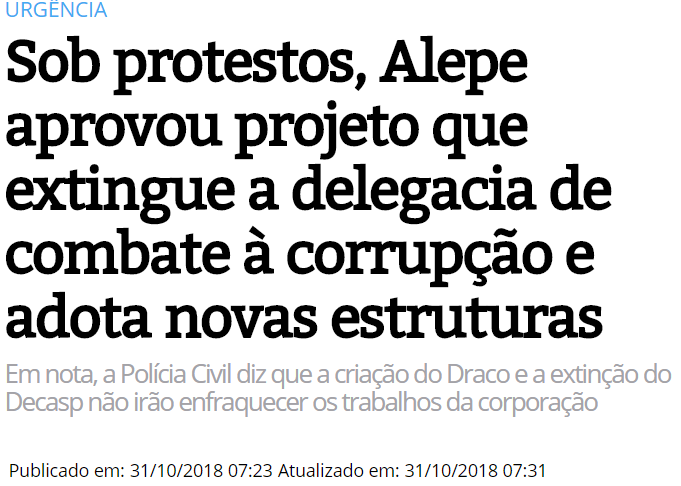 URGÊNCIA
Sob protestos, Alepe
aprovou projeto que
extingue a delegacia de
combate à corrupção e
adota novas estruturas
Em nota, a Polícia Civil diz que a criação do Draco e a extinção do
Decasp não irão enfraquecer os trabalhos da corporação
Publicado em: 31/10/2018 07:23 Atualizado em: 31/10/2018 07:31